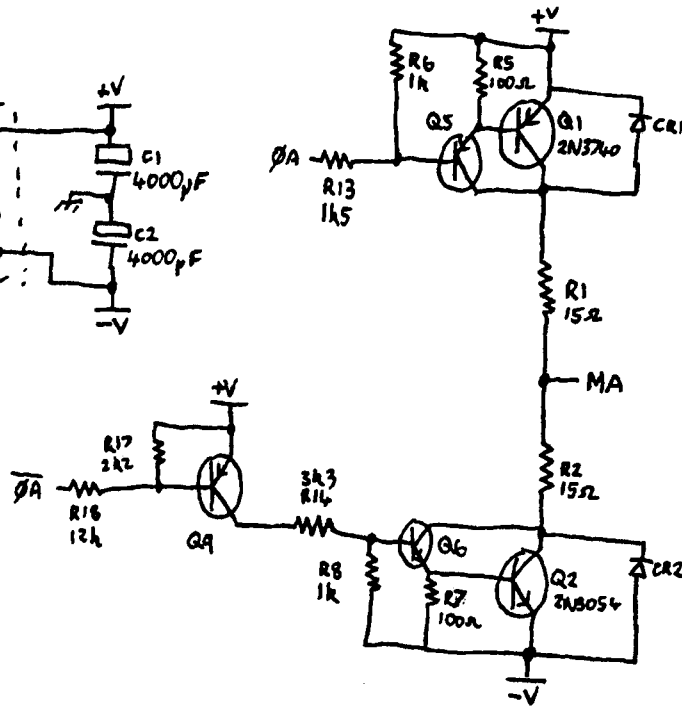 +V
C1
4000µF
C2
4000µF
-V
+V
R6
1k
R5
100Ω
Q5
Q1
2N3740
CR1
ØA
R13
1k5
R1
15Ω
MA
R2
15Ω
+V
R17
2k2
ØA
R18
12k
Q9
3k3
R14
R8
1k
Q6
R7
100Ω
Q2
2N3054
CR2
-V